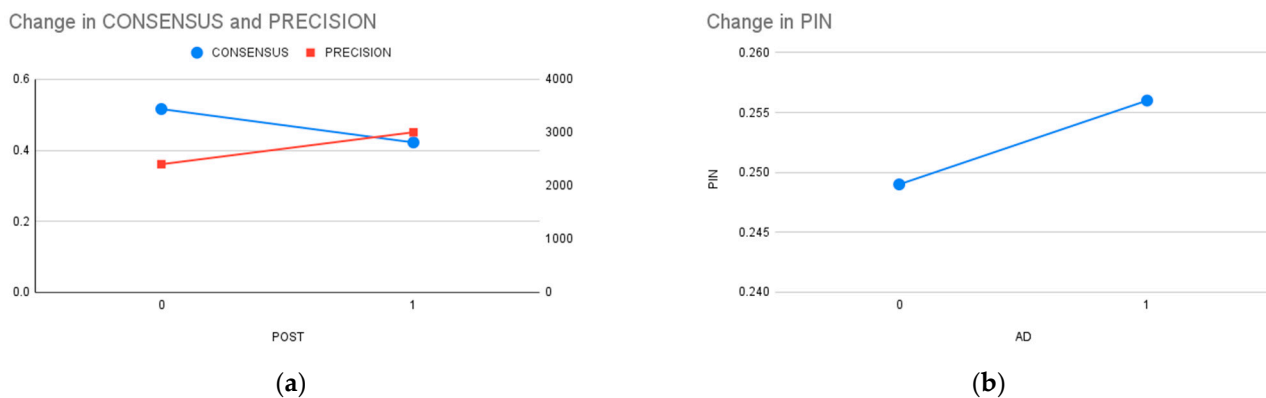 Change in CONSENSUS and PRECISION
CONSENSUS PRECISION
0.6
0.4
0.2
0.0
4000
3000
2000
1000
0
0 1
POST
(a)
Change in PIN
0.260
0.255
0.250
0.245
0.240
PIN
0 1
AD
(b)